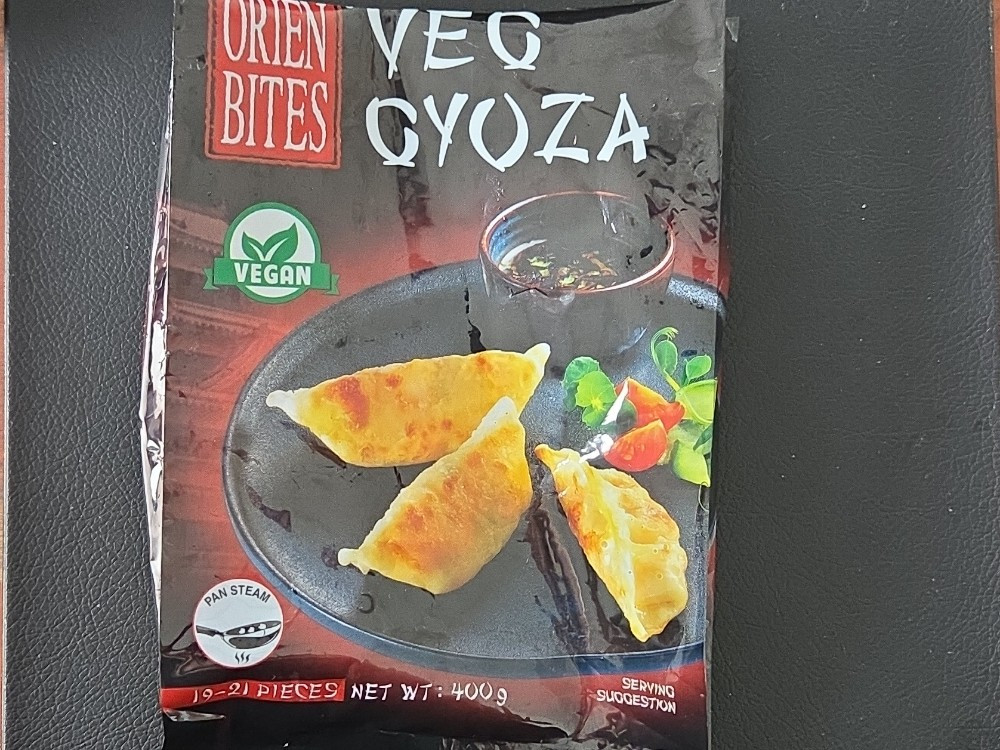 ORIEN
BITES
VEG
GYOZA
VEGAN
PAN STEAM
19-21 PIECES NET WT: 400g
SERVING
SUGGESTION